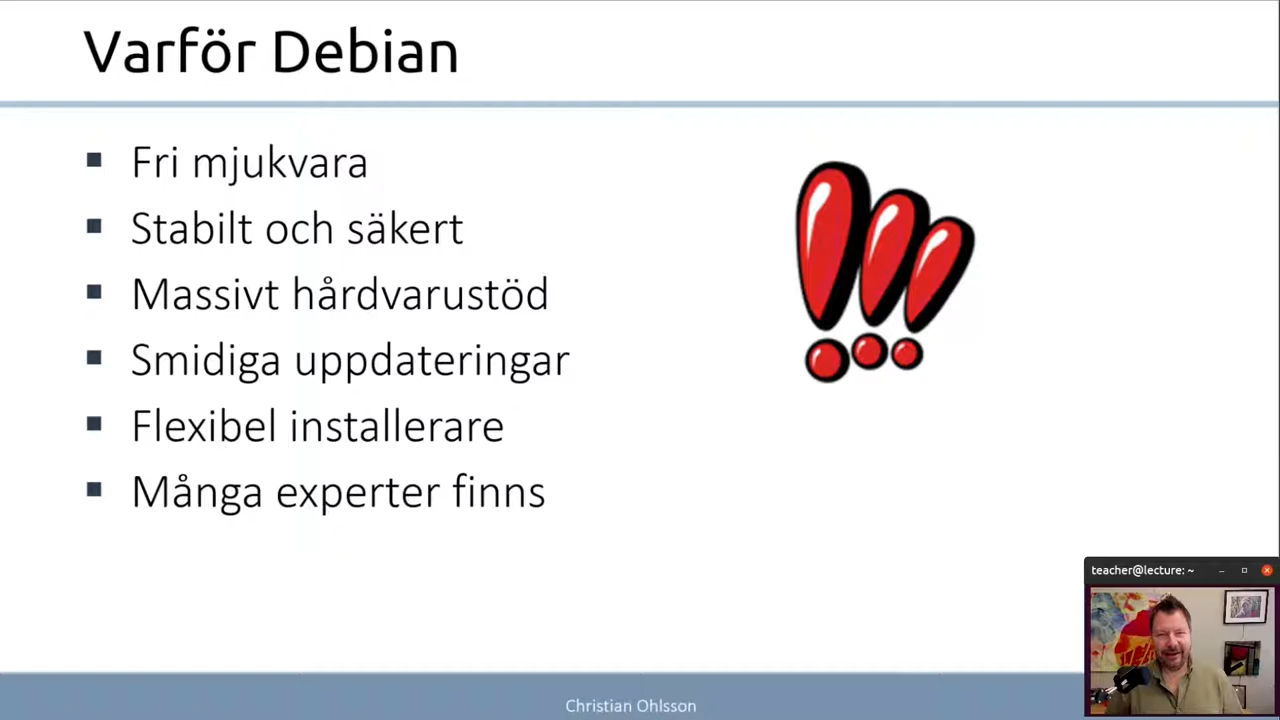 Varför Debian
Fri mjukvara
Stabilt och säkert
Massivt hårdvarustöd
Smidiga uppdateringar
Flexibel installerare
Många experter finns
teacher@lecture: ~
Christian Ohlsson